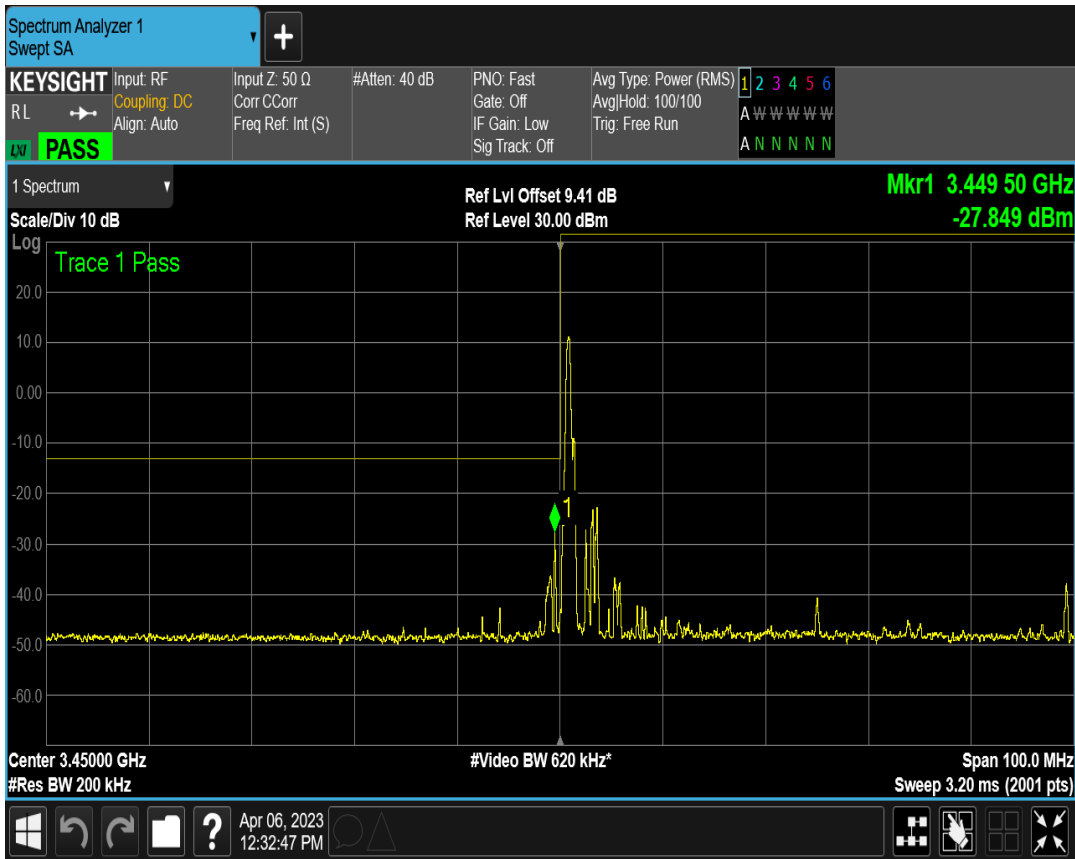 Spectrum Analyzer 1
Swept SA
+
KEYSIGHT
RL
LXI PASS
Input: RF
Coupling: DC
Align: Auto
Input Z: 50 Ω
Corr CCorr
Freq Ref: Int (S)
#Atten: 40 dB
PNO: Fast
Gate: Off
IF Gain: Low
Sig Track: Off
Avg Type: Power (RMS)
Avg|Hold: 100/100
Trig: Free Run
1 2 3 4 5 6
A W W W W W
A N N N N N
1 Spectrum
Scale/Div 10 dB
Ref Lvl Offset 9.41 dB
Ref Level 30.00 dBm
Mkr1 3.449 50 GHz
-27.849 dBm
Log
Trace 1 Pass
20.0
10.0
0.00
-10.0
-20.0
1
-30.0
-40.0
-50.0
-60.0
Center 3.45000 GHz
#Res BW 200 kHz
#Video BW 620 kHz*
Span 100.0 MHz
Sweep 3.20 ms (2001 pts)
?
Apr 06, 2023
12:32:47 PM